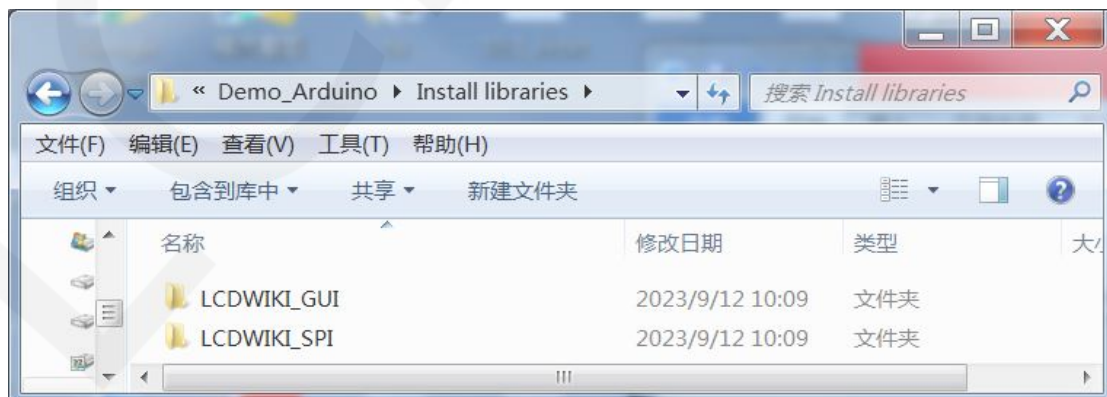 « Demo_Arduino ▸ Install libraries ▸ 搜索 Install libraries
文件(F) 编辑(E) 查看(V) 工具(T) 帮助(H)
组织 包含到库中 共享 新建文件夹
名称 修改日期 类型
LCDWIKI_GUI 2023/9/12 10:09 文件夹
LCDWIKI_SPI 2023/9/12 10:09 文件夹